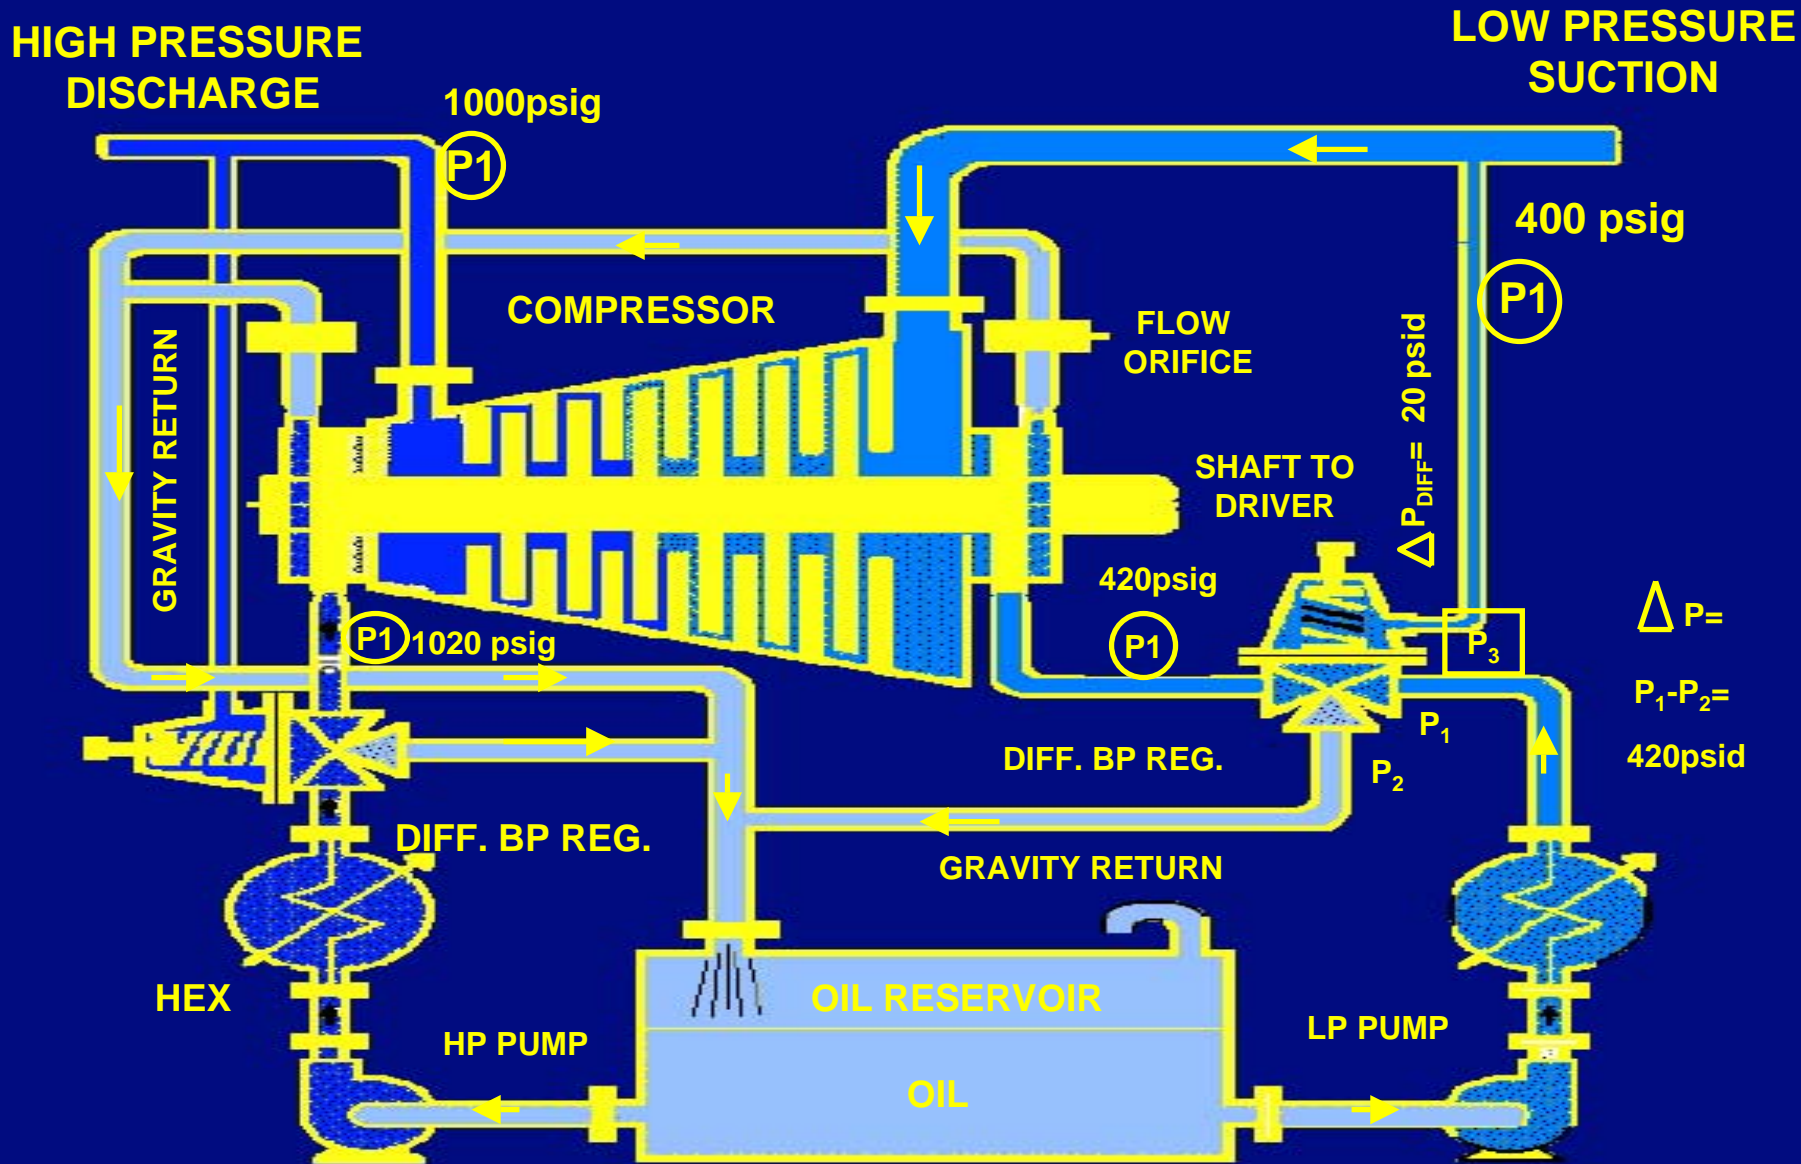 HIGH PRESSURE
DISCHARGE
LOW PRESSURE
SUCTION
1000psig
P1
400 psig
P1
COMPRESSOR
FLOW
ORIFICE
GRAVITY RETURN
Δ P DIFF= 20 psid
SHAFT TO
DRIVER
420psig
P1
P1
1020 psig
P3
Δ P=
P1-P2=
420psid
P1
P2
DIFF. BP REG.
DIFF. BP REG.
GRAVITY RETURN
HEX
OIL RESERVOIR
HP PUMP
LP PUMP
OIL